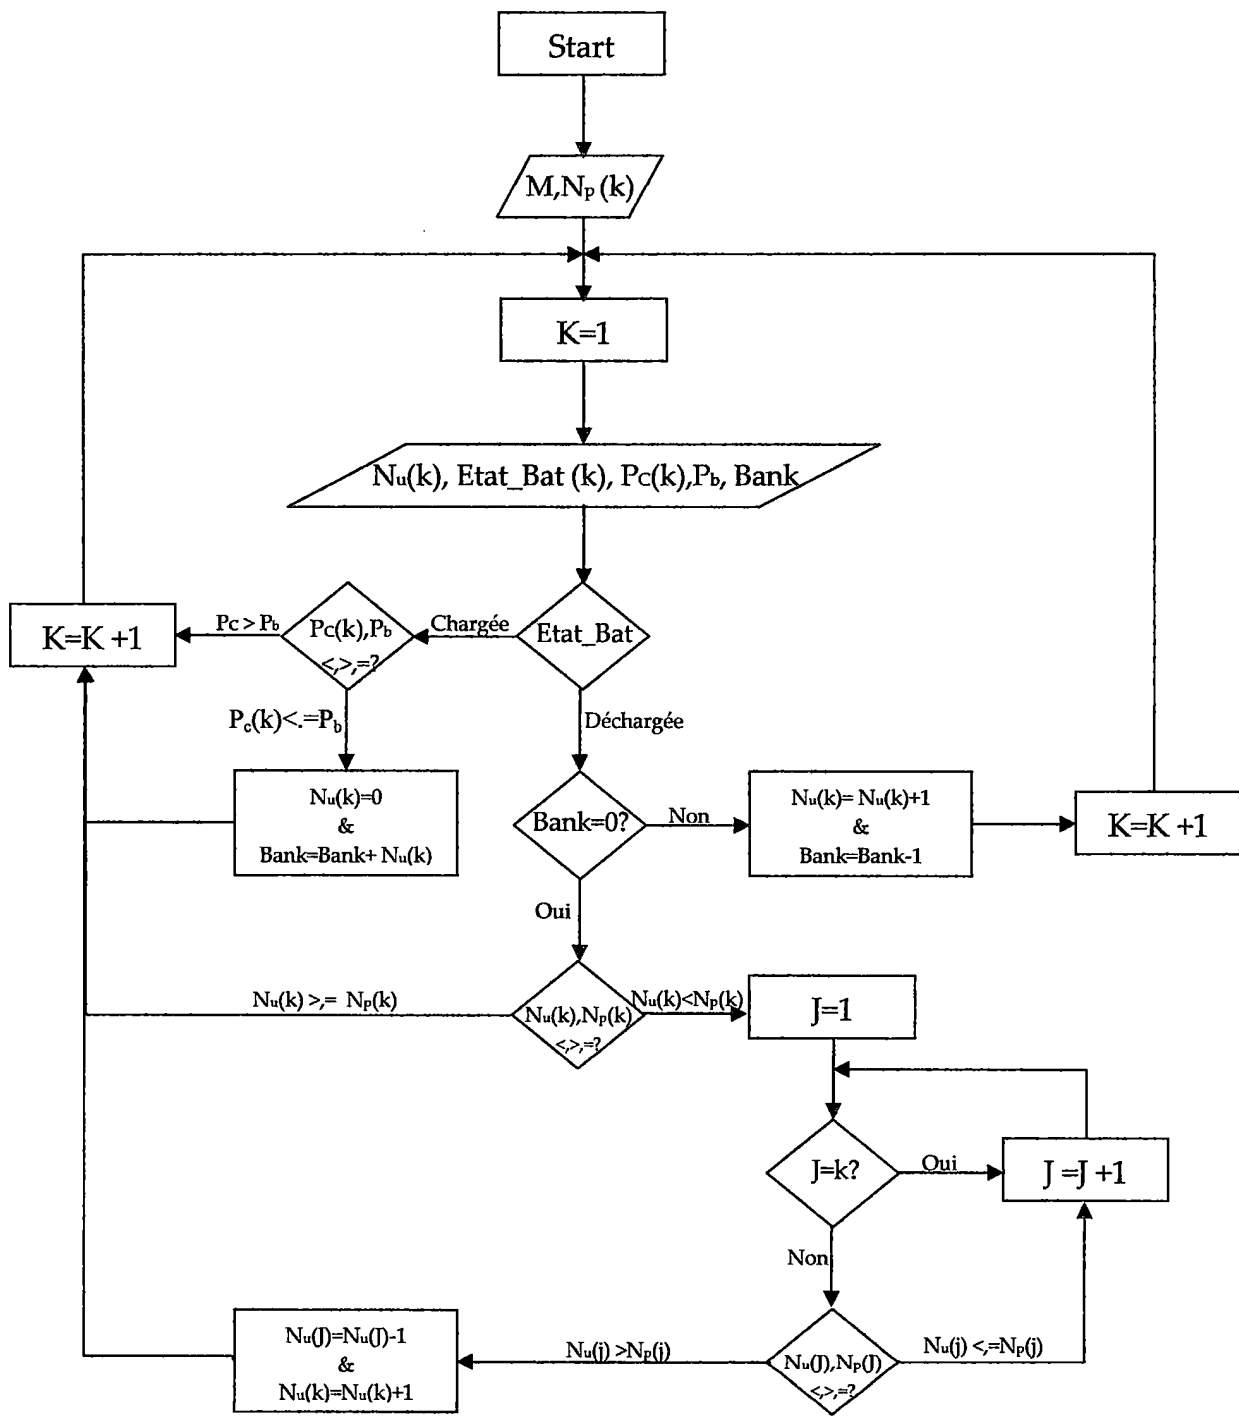 Start
M,Np (k)
K=1
Nu(k), Etat_Bat (k), PC(k),Pb, Bank
K=K +1
PC > Pb
PC(k),Pb
<,>,=?
Chargée
Etat_Bat
Pc(k)<.=Pb
Déchargée
Nu(k)=0
&
Bank=Bank+ Nu(k)
Bank=0?
Non
Nu(k)= Nu(k)+1
&
Bank=Bank-1
K=K +1
Oui
Nu(k) >,= Np(k)
Nu(k),Np(k)
<,>,=?
Nu(k)<Np(k)
J=1
J=k?
Oui
J =J +1
Non
Nu(J)=Nu(J)-1
&
Nu(k)=Nu(k)+1
Nu(j) >Np(j)
Nu(J),Np(J)
<,>,=?
Nu(j) <,=Np(j)